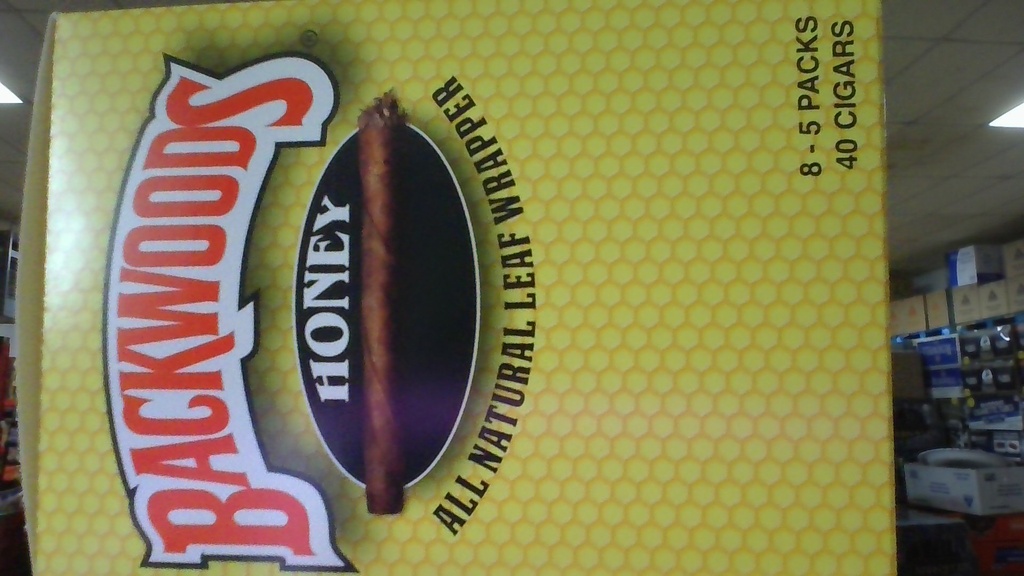 BACKWOODS®
HONEY
ALL NATURAL LEAF WRAPPER
8 - 5 PACKS
40 CIGARS